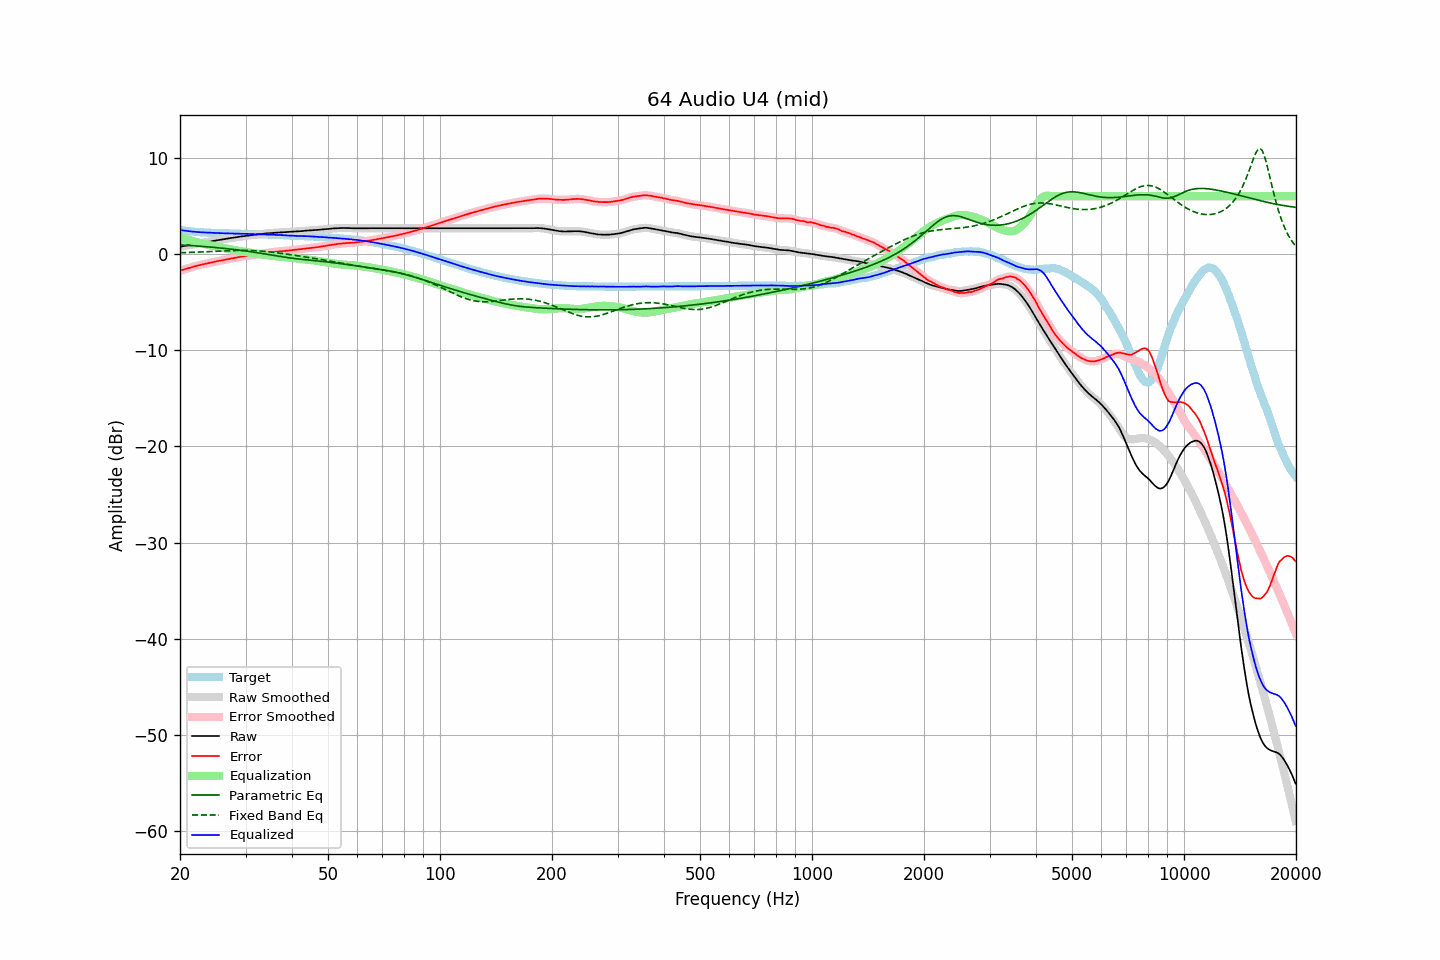 64 Audio U4 (mid)
10
0
−10
−20
−30
−40
−50
−60
Amplitude (dBr)
Target
Raw Smoothed
Error Smoothed
Raw
Error
Equalization
Parametric Eq
Fixed Band Eq
Equalized
20 50 100 200 500 1000 2000 5000 10000 20000
Frequency (Hz)